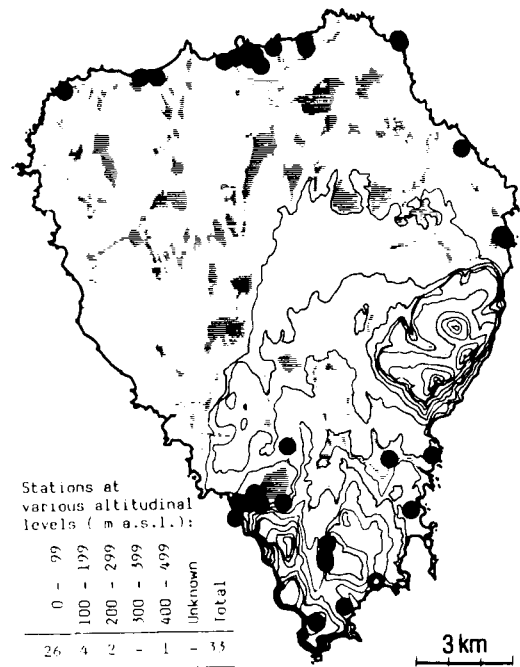 Stations at
various altitudinal
levels ( m a.s.l.):
0 - 99
100 - 199
200 - 299
300 - 399
400 - 499
Unknown
Total
26 4 2 - 1 - 33
3 km